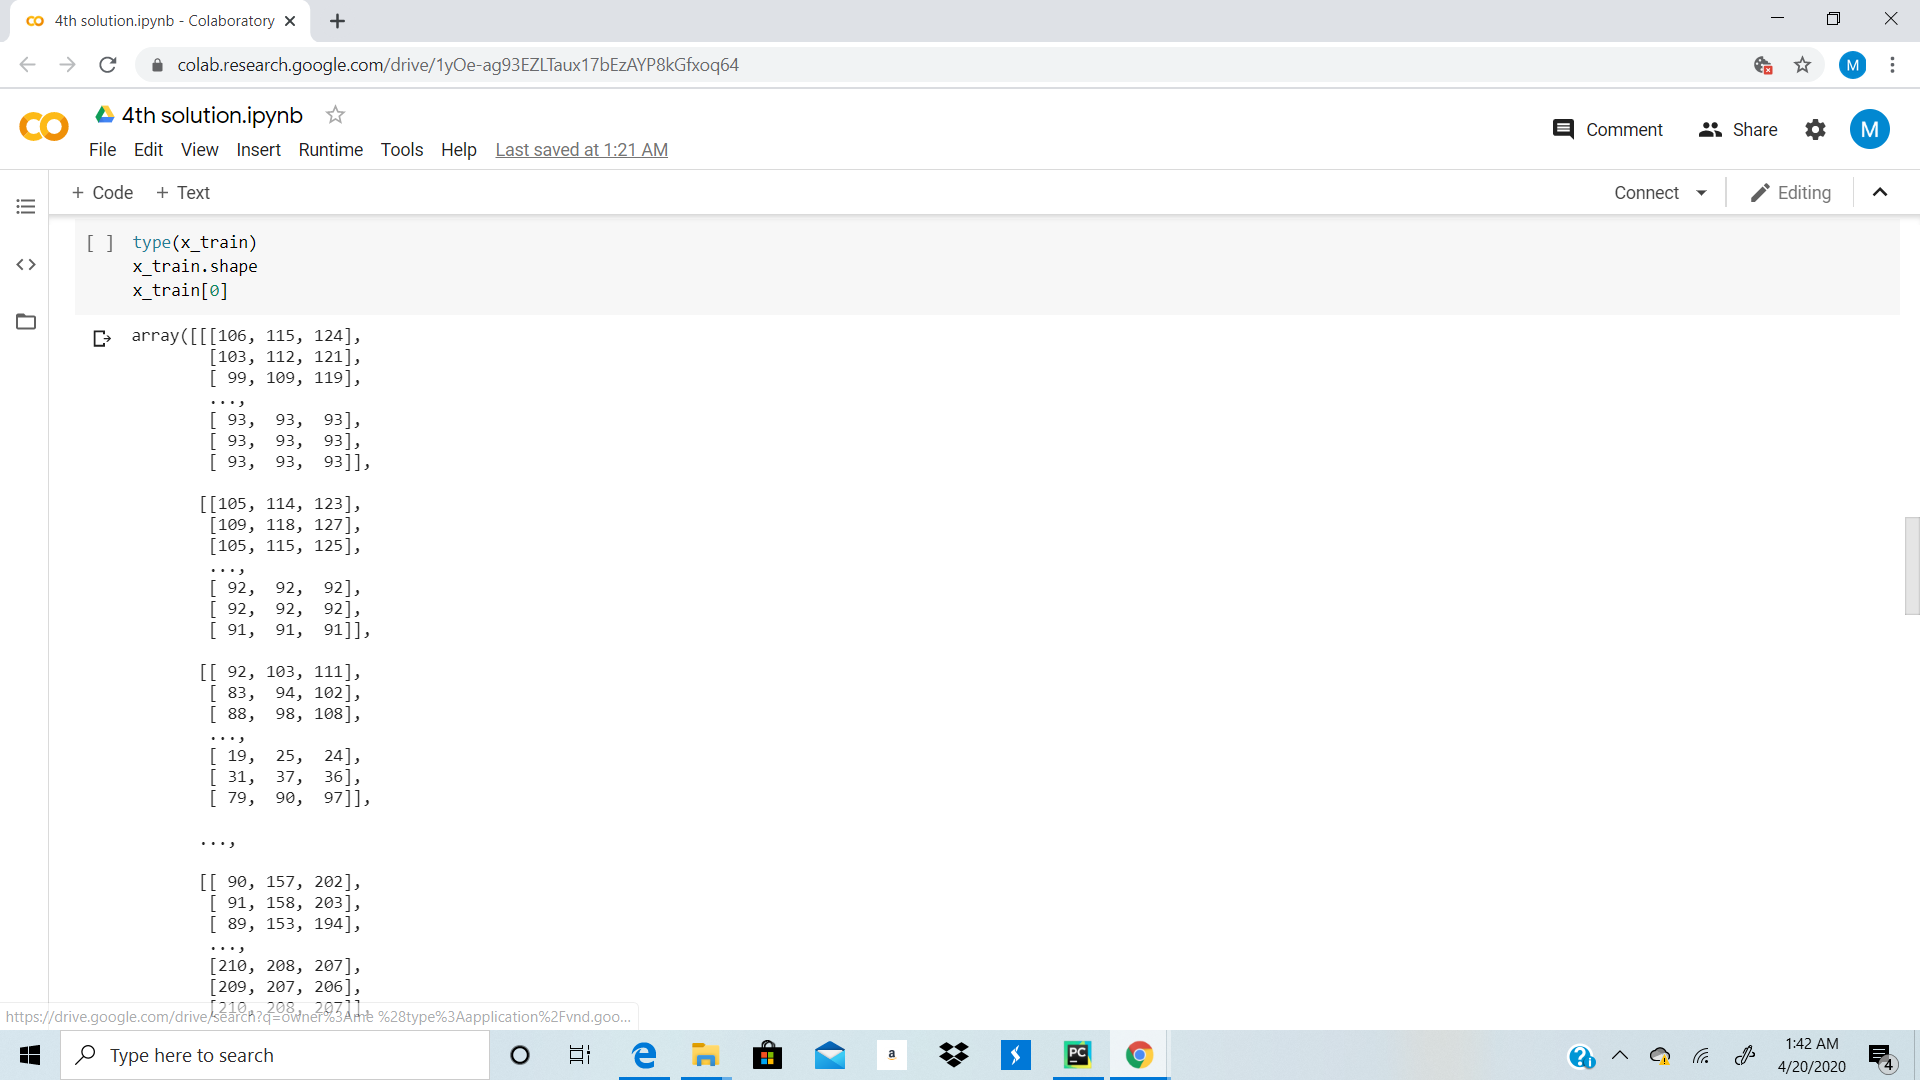 4th solution.ipynb - Colaboratory
colab.research.google.com/drive/1yOe-ag93EZLTaux17bEzAYP8kGfxoq64
M
4th solution.ipynb
Comment
Share
M
File Edit View Insert Runtime Tools Help Last saved at 1:21 AM
+ Code + Text
Connect
Editing
[ ] type(x_train)
x_train.shape
x_train[0]
array([[[106, 115, 124],
[103, 112, 121],
[ 99, 109, 119],
...,
[ 93, 93, 93],
[ 93, 93, 93],
[ 93, 93, 93]],
[[105, 114, 123],
[109, 118, 127],
[105, 115, 125],
...,
[ 92, 92, 92],
[ 92, 92, 92],
[ 91, 91, 91]],
[[ 92, 103, 111],
[ 83, 94, 102],
[ 88, 98, 108],
...,
[ 19, 25, 24],
[ 31, 37, 36],
[ 79, 90, 97]],
...,
[[ 90, 157, 202],
[ 91, 158, 203],
[ 89, 153, 194],
...,
[210, 208, 207],
[209, 207, 206],
[210, 208, 207]],
https://drive.google.com/drive/search?q=owner%3Ame %28type%3Aapplication%2Fvnd.goo...
Type here to search
a
PC
1:42 AM
4/20/2020
4